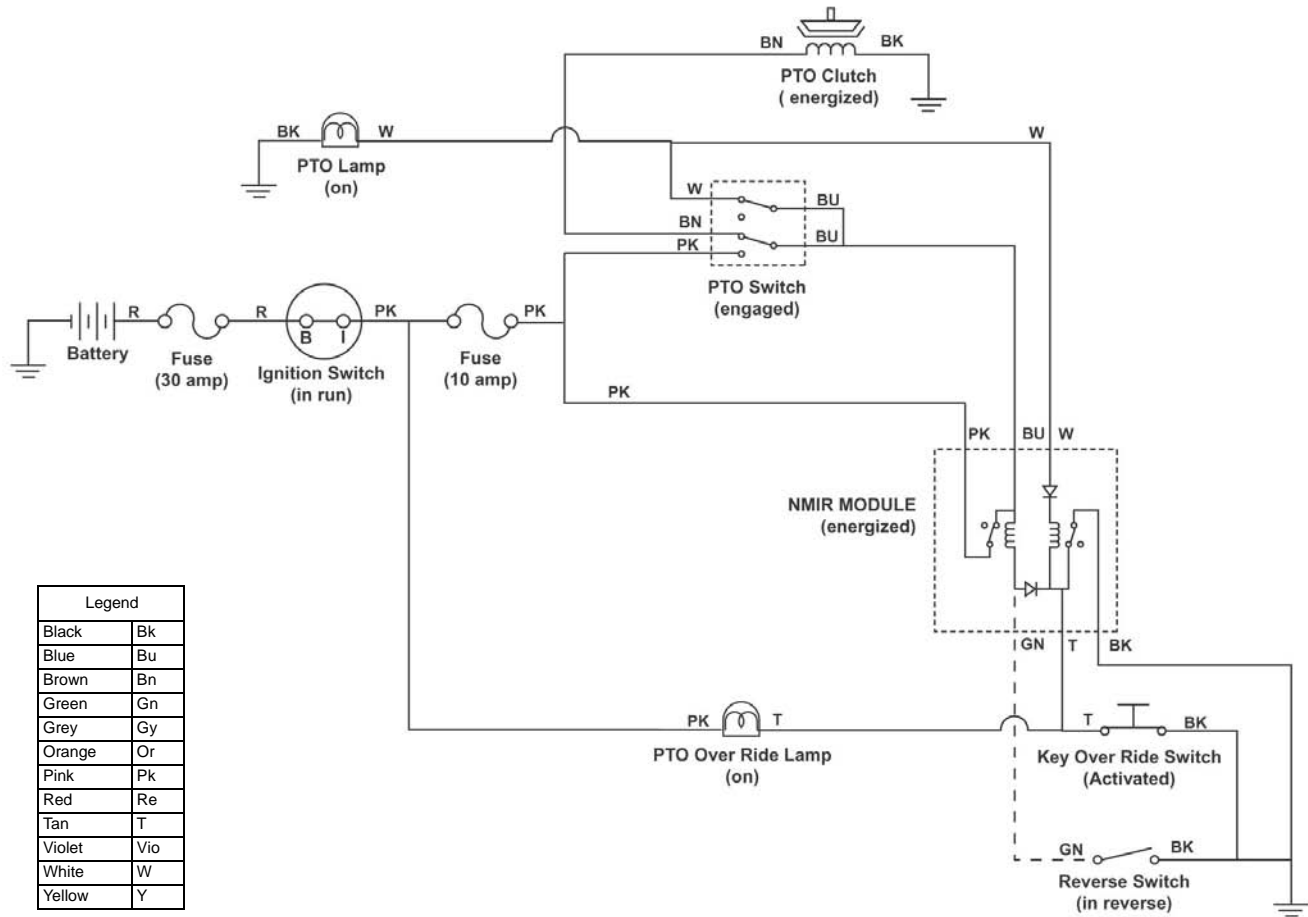 BN
BK
PTO Clutch
( energized)
BK
W
W
PTO Lamp
(on)
W
BU
BN
BU
PK
PTO Switch
(engaged)
R
R
B
I
PK
PK
Battery
Fuse
(30 amp)
Ignition Switch
(in run)
Fuse
(10 amp)
PK
PK
BU
W
NMIR MODULE
(energized)
GN
T
BK
PK
T
PTO Over Ride Lamp
(on)
T
BK
Key Over Ride Switch
(Activated)
GN
BK
Reverse Switch
(in reverse)
Legend
Black Bk
Blue Bu
Brown Bn
Green Gn
Grey Gy
Orange Or
Pink Pk
Red Re
Tan T
Violet Vio
White W
Yellow Y